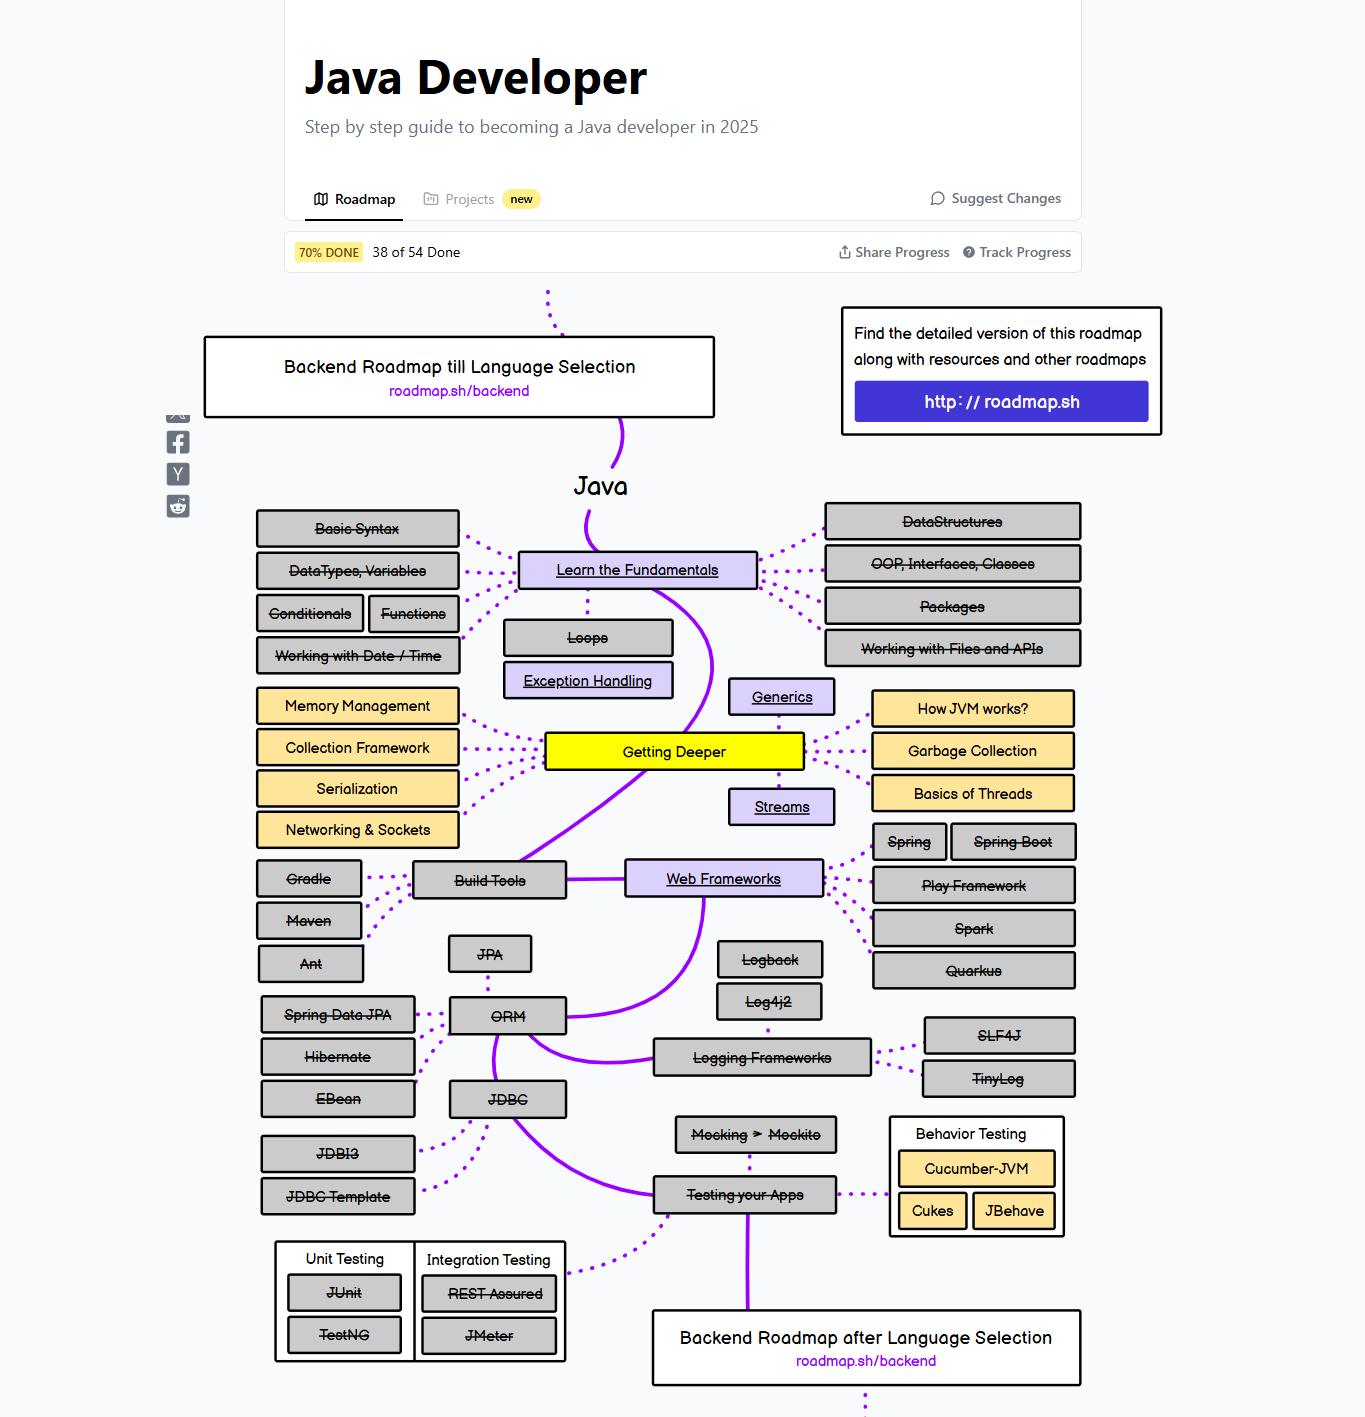 Java Developer
Step by step guide to becoming a Java developer in 2025
Roadmap
Projects
new
Suggest Changes
70% DONE
38 of 54 Done
Share Progress
Track Progress
Find the detailed version of this roadmap
along with resources and other roadmaps
http://roadmap.sh
Backend Roadmap till Language Selection
roadmap.sh/backend
Java
Basic Syntax
DataTypes, Variables
Conditionals
Functions
Working with Date / Time
Learn the Fundamentals
Loops
Exception Handling
DataStructures
OOP, Interfaces, Classes
Packages
Working with Files and APIs
Memory Management
Collection Framework
Serialization
Networking & Sockets
Generics
Getting Deeper
Streams
How JVM works?
Garbage Collection
Basics of Threads
Gradle
Maven
Ant
Build Tools
Web Frameworks
Spring
Spring Boot
Play Framework
Spark
Quarkus
JPA
Spring Data JPA
Hibernate
EBean
ORM
Logback
Log4j2
Logging Frameworks
SLF4J
TinyLog
JDBC
JDBI3
JDBC Template
Mocking > Mockito
Testing your Apps
Behavior Testing
Cucumber-JVM
Cukes
JBehave
Unit Testing
JUnit
TestNG
Integration Testing
REST Assured
JMeter
Backend Roadmap after Language Selection
roadmap.sh/backend